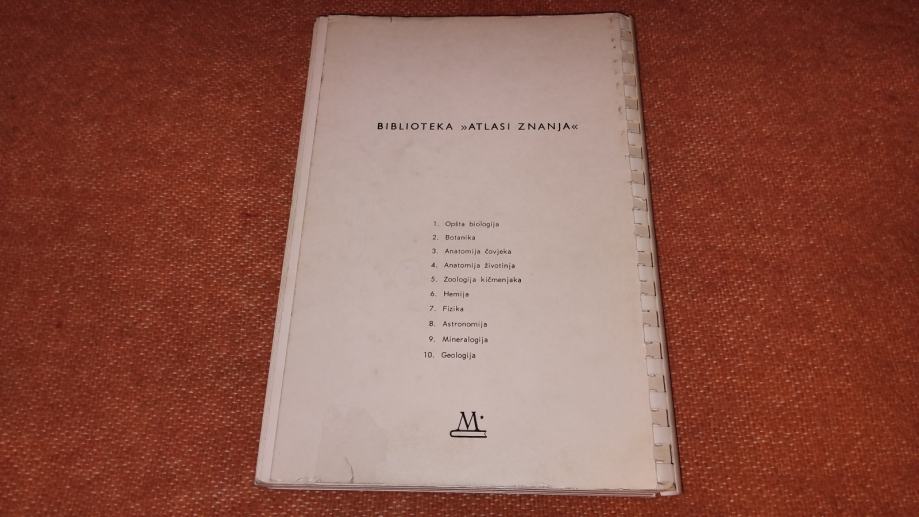 BIBLIOTEKA »ATLASI ZNANJA«
1. Opšta biologija
2. Botanika
3. Anatomija čovjeka
4. Anatomija životinja
5. Zoologija kičmenjaka
6. Hemija
7. Fizika
8. Astronomija
9. Mineralogija
10. Geologija
M